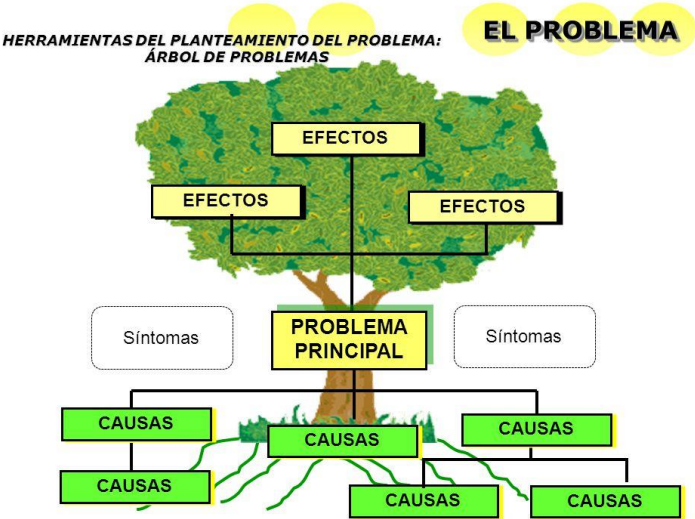 EL PROBLEMA
HERRAMIENTAS DEL PLANTEAMIENTO DEL PROBLEMA:
ÁRBOL DE PROBLEMAS
EFECTOS
EFECTOS
EFECTOS
Síntomas
PROBLEMA
PRINCIPAL
Síntomas
CAUSAS
CAUSAS
CAUSAS
CAUSAS
CAUSAS
CAUSAS